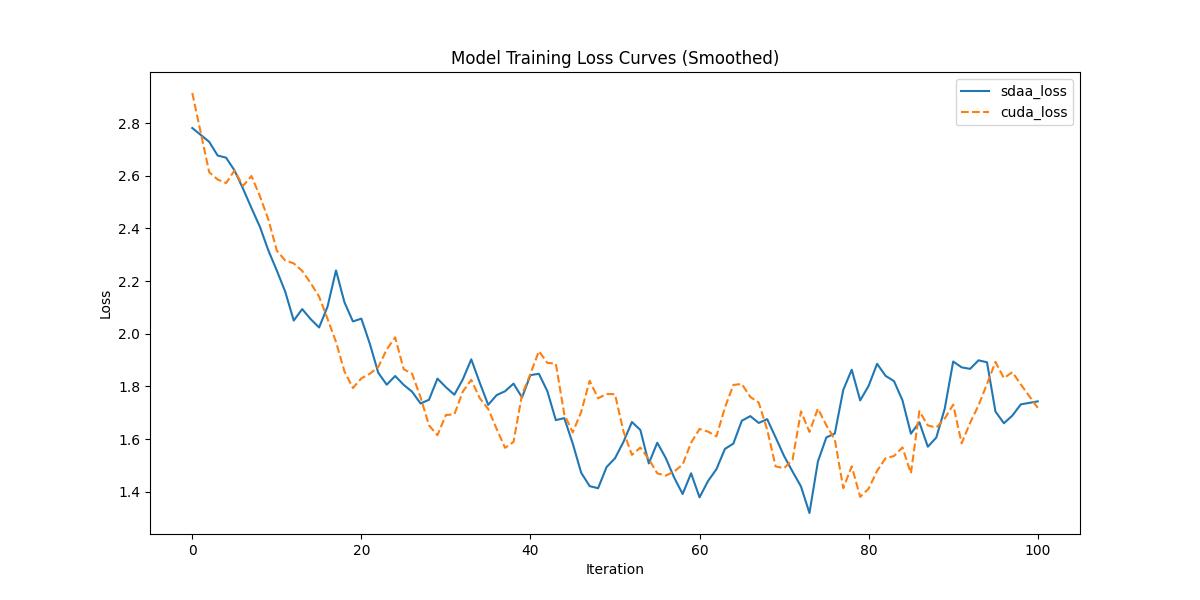 Model Training Loss Curves (Smoothed)
sdaa_loss
cuda_loss
Loss
2.8
2.6
2.4
2.2
2.0
1.8
1.6
1.4
0 20 40 60 80 100
Iteration